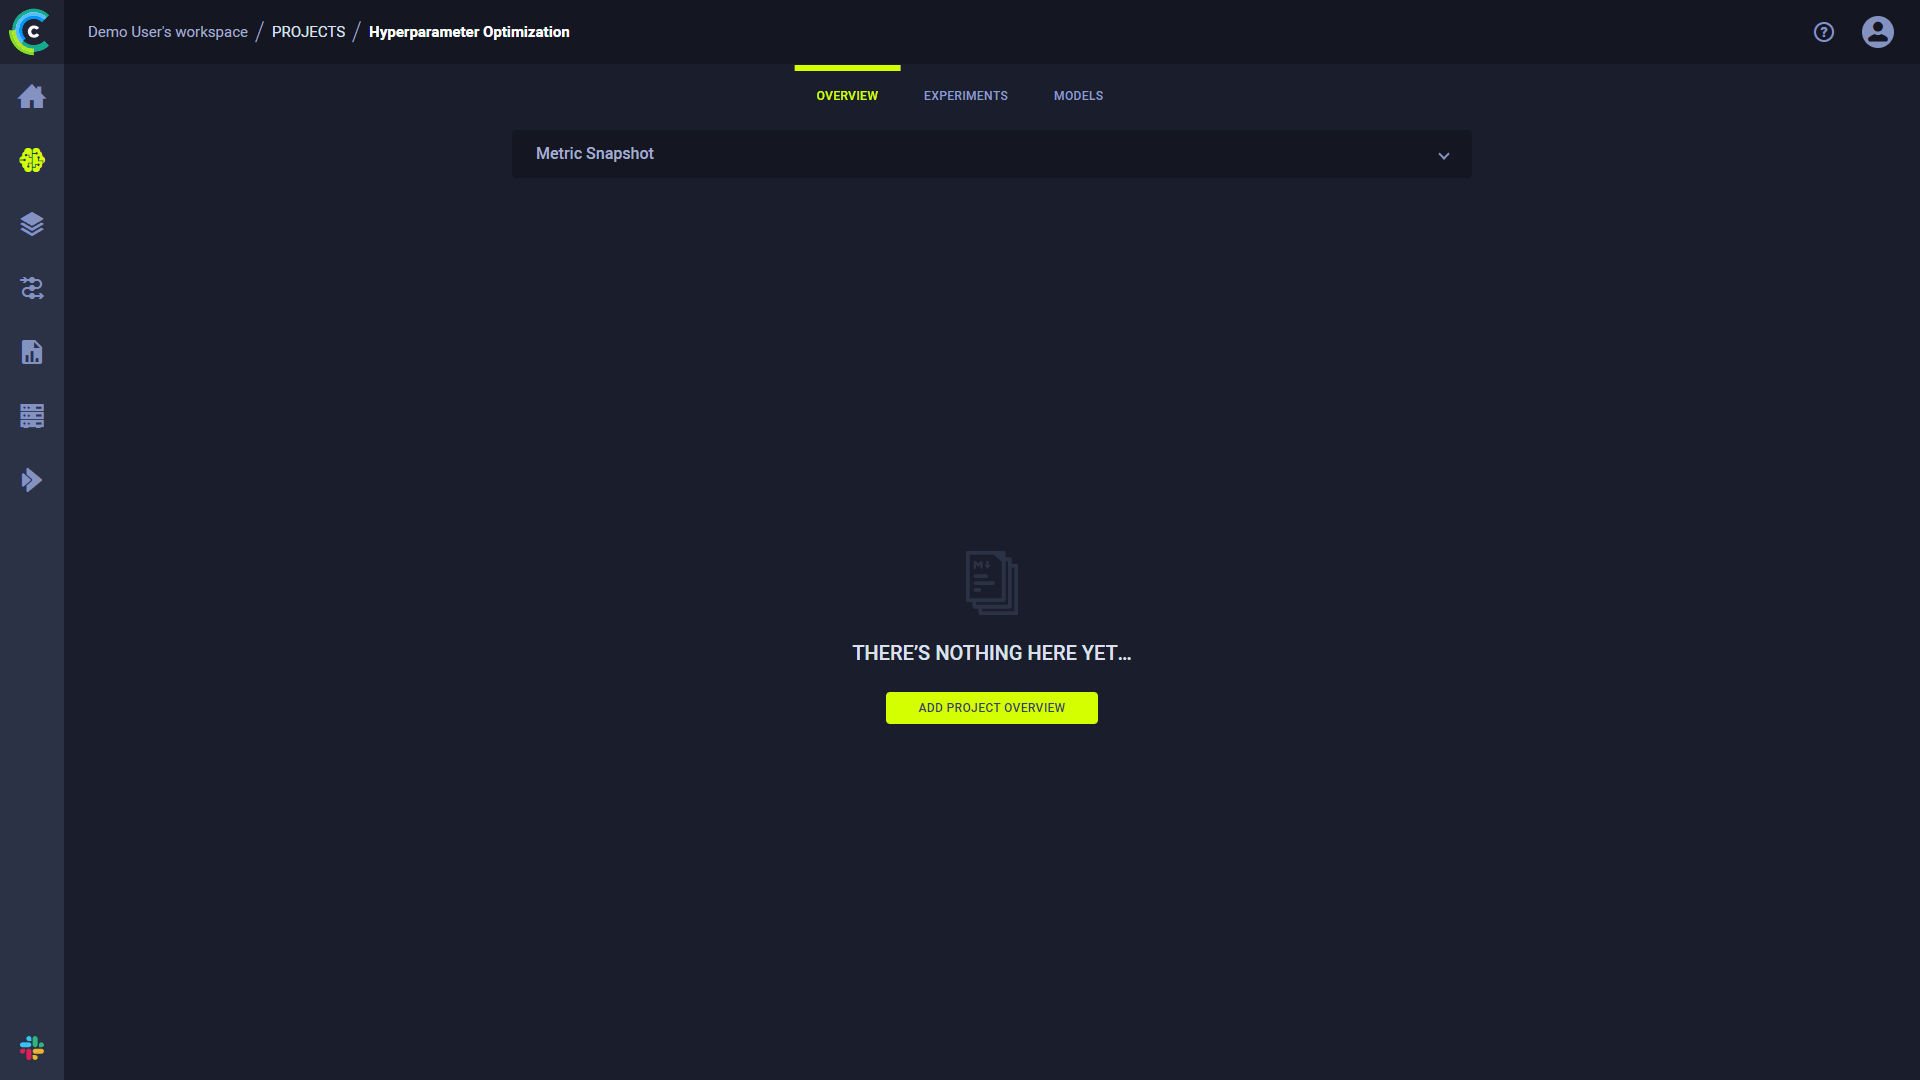 Demo User's workspace / PROJECTS / Hyperparameter Optimization
OVERVIEW EXPERIMENTS MODELS
Metric Snapshot
M
THERE’S NOTHING HERE YET…
ADD PROJECT OVERVIEW